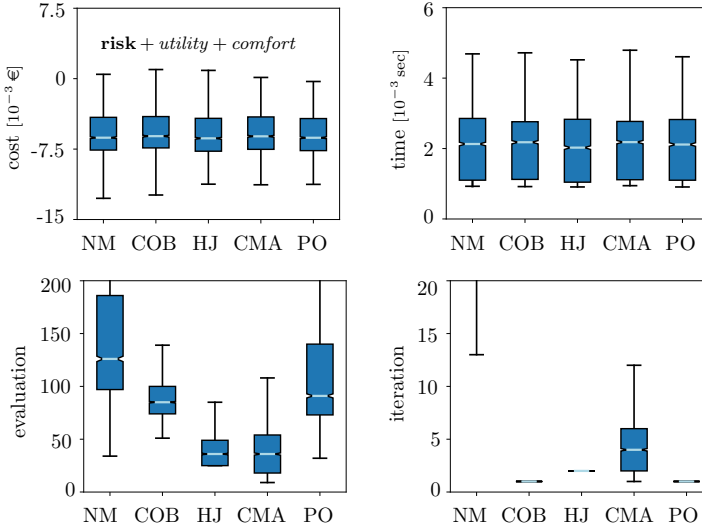 7.5
risk + utility + comfort
0
-7.5
-15
cost [10⁻³ €]
NM COB HJ CMA PO
6
4
2
0
time [10⁻³ sec]
NM COB HJ CMA PO
200
150
100
50
0
evaluation
NM COB HJ CMA PO
20
15
10
5
0
iteration
NM COB HJ CMA PO